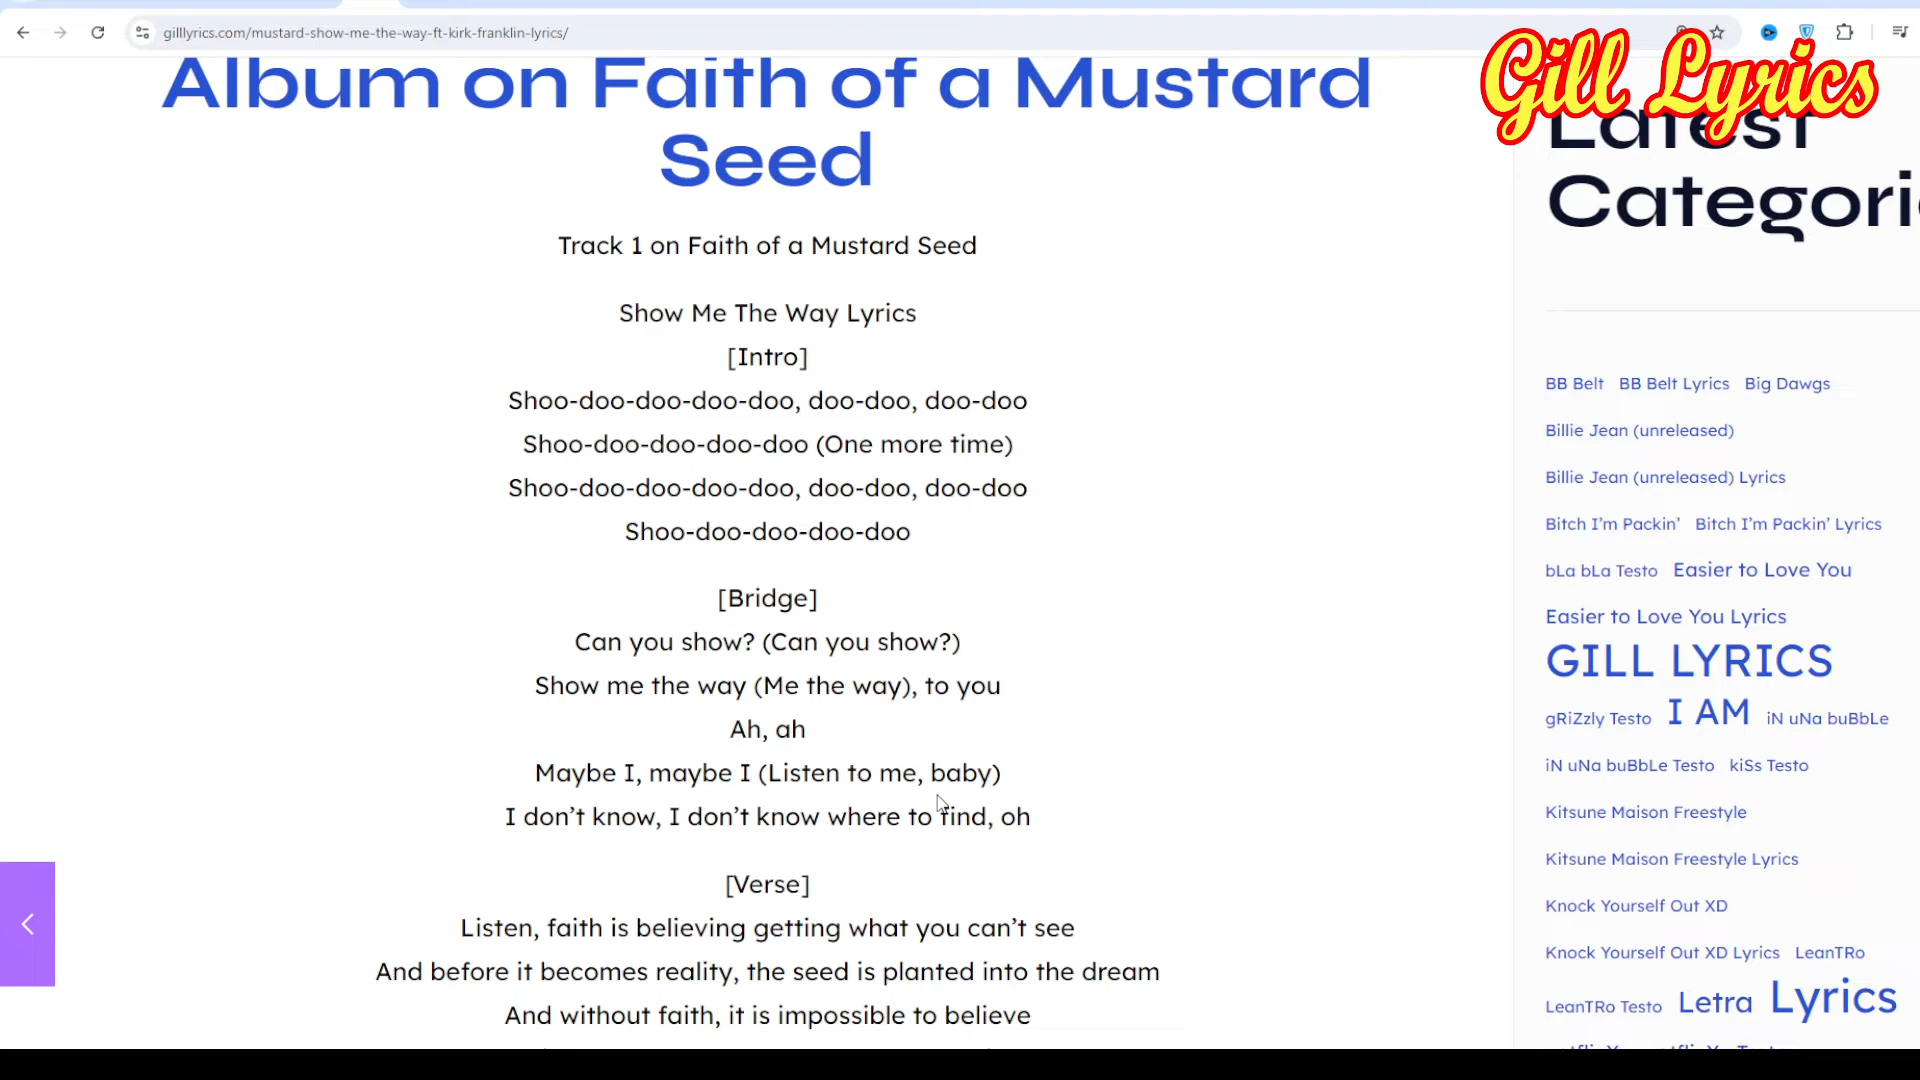 gilllyrics.com/mustard-show-me-the-way-ft-kirk-franklin-lyrics/
Gill Lyrics
Album on Faith of a Mustard
Seed
Track 1 on Faith of a Mustard Seed
Show Me The Way Lyrics
[Intro]
Shoo-doo-doo-doo-doo, doo-doo, doo-doo
Shoo-doo-doo-doo-doo (One more time)
Shoo-doo-doo-doo-doo, doo-doo, doo-doo
Shoo-doo-doo-doo-doo
[Bridge]
Can you show? (Can you show?)
Show me the way (Me the way), to you
Ah, ah
Maybe I, maybe I (Listen to me, baby)
I don’t know, I don’t know where to find, oh
[Verse]
Listen, faith is believing getting what you can’t see
And before it becomes reality, the seed is planted into the dream
And without faith, it is impossible to believe
Latest
Categori
BB Belt BB Belt Lyrics Big Dawgs
Billie Jean (unreleased)
Billie Jean (unreleased) Lyrics
Bitch I’m Packin’ Bitch I’m Packin’ Lyrics
bLa bLa Testo Easier to Love You
Easier to Love You Lyrics
GILL LYRICS
gRiZzly Testo I AM iN uNa buBbLe
iN uNa buBbLe Testo kiSs Testo
Kitsune Maison Freestyle
Kitsune Maison Freestyle Lyrics
Knock Yourself Out XD
Knock Yourself Out XD Lyrics LeanTRo
LeanTRo Testo Letra Lyrics